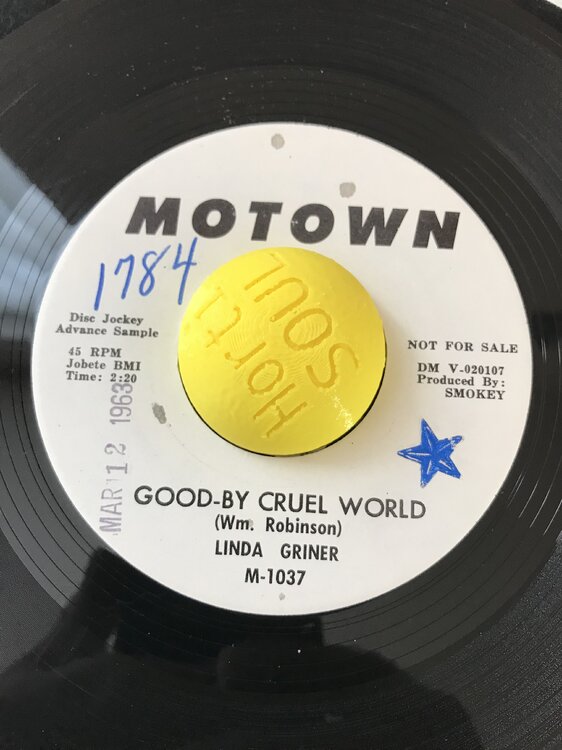 MOTOWN
1784
Horti
SOUL
Disc Jockey
Advance Sample
45 RPM
Jobete BMI
Time: 2:20
NOT FOR SALE
DM V-020107
Produced By:
SMOKEY
MAR 12 1963
GOOD-BY CRUEL WORLD
(Wm. Robinson)
LINDA GRINER
M-1037